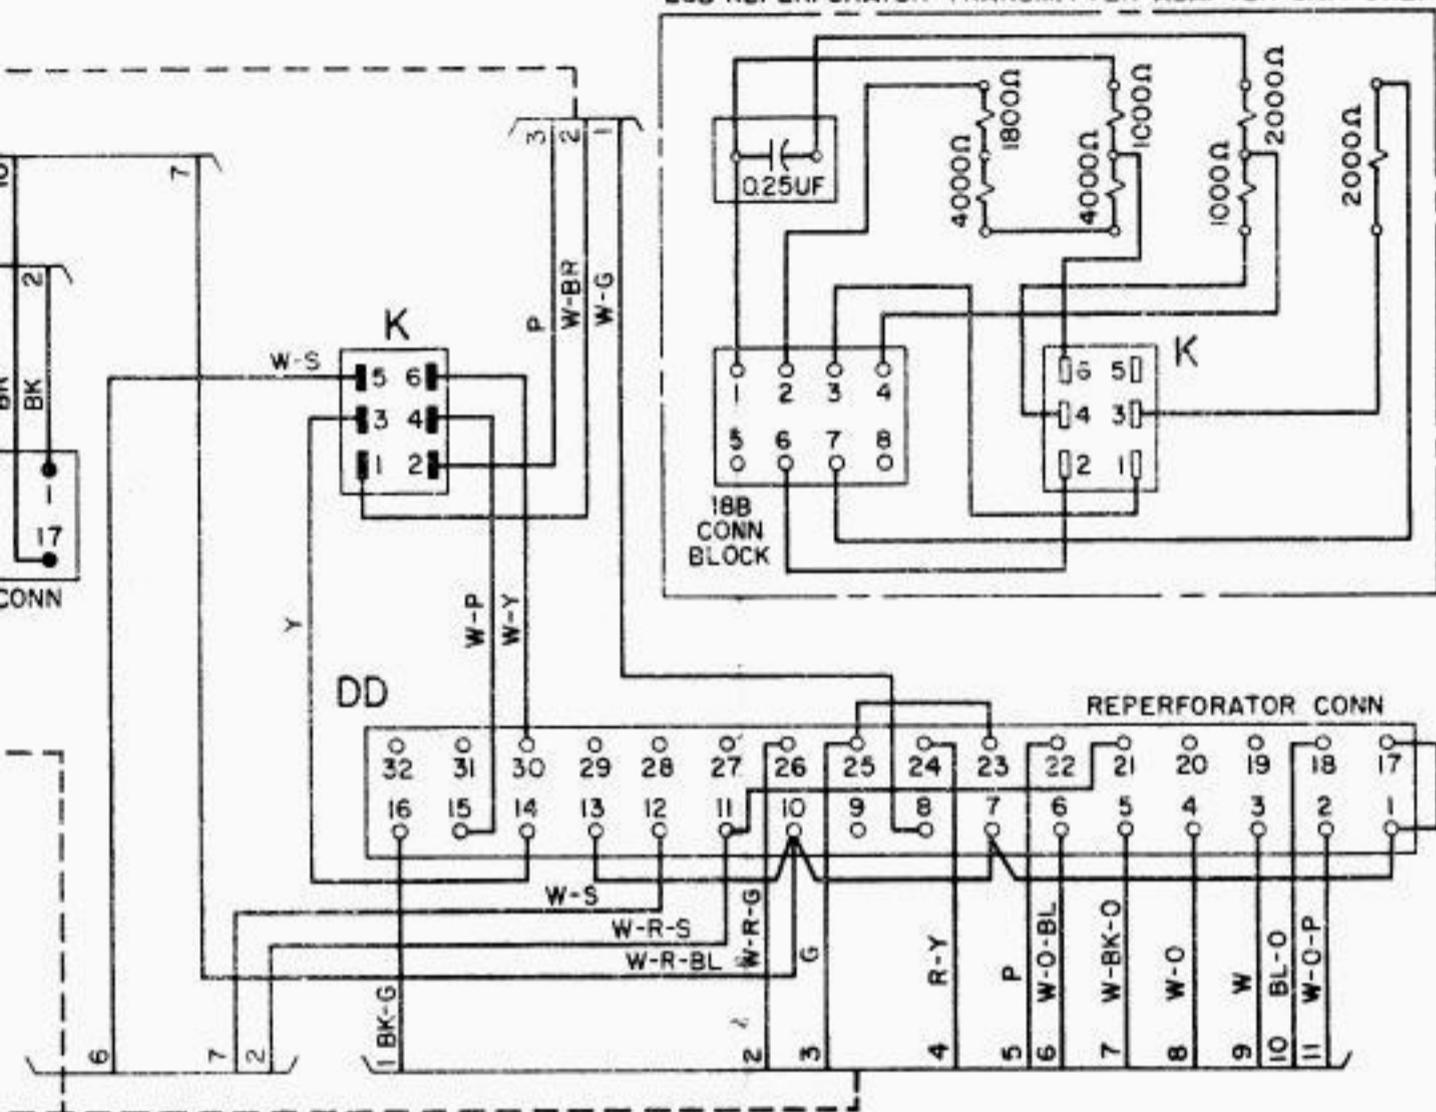 3 2 1
1000Ω
2000Ω
1800Ω
4000Ω
4000Ω
1000Ω
2000Ω
0.25UF
7
2
BK
P
W-BR
W-G
K
W-S
5 6
3 4
1 2
1 2 3 4
5 6 7 8
18B
CONN
BLOCK
K
6 5
4 3
2 1
1
17
CONN
Y
W-P
W-Y
DD
REPERFORATOR CONN
32 31 30 29 28 27 26 25 24 23 22 21 20 19 18 17
16 15 14 13 12 11 10 9 8 7 6 5 4 3 2 1
W-S
W-R-S
W-R-BL
W-R-G
G
R-Y
P
W-O-BL
W-BK-O
W-O
W
BL-O
W-O-P
BK-G
6 7 2
1 2 3 4 5 6 7 8 9 10 11